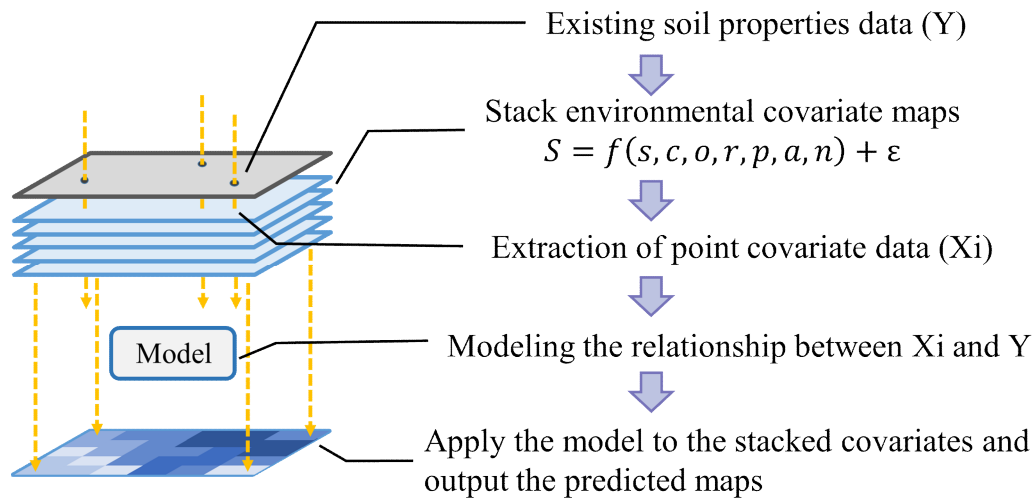 Existing soil properties data (Y)
Stack environmental covariate maps
S = f(s, c, o, r, p, a, n) + ε
Extraction of point covariate data (Xi)
Model
Modeling the relationship between Xi and Y
Apply the model to the stacked covariates and
output the predicted maps